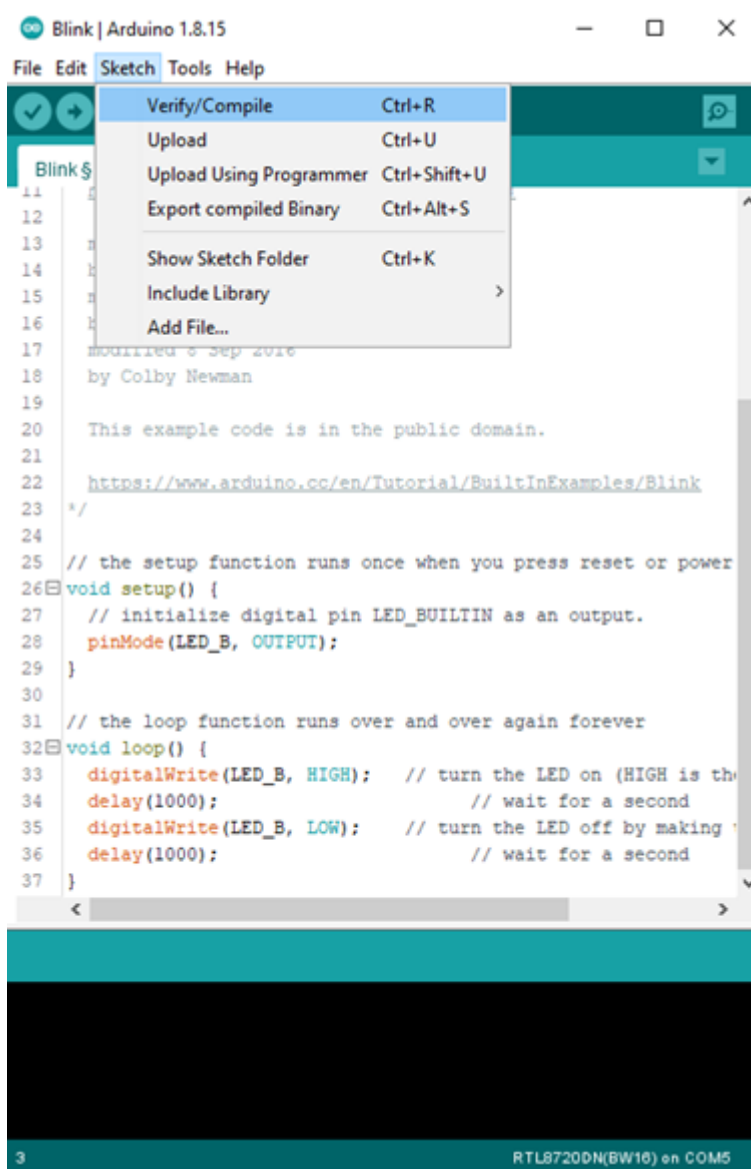 Blink | Arduino 1.8.15
File Edit Sketch Tools Help
Verify/Compile Ctrl+R
Upload Ctrl+U
Upload Using Programmer Ctrl+Shift+U
Export compiled Binary Ctrl+Alt+S
Show Sketch Folder Ctrl+K
Include Library >
Add File...
Blink §
11
12
13
14
15
16
17 modified 8 Sep 2016
18 by Colby Newman
19
20 This example code is in the public domain.
21
22 https://www.arduino.cc/en/Tutorial/BuiltInExamples/Blink
23 */
24
25 // the setup function runs once when you press reset or power
26 void setup() {
27 // initialize digital pin LED_BUILTIN as an output.
28 pinMode(LED_B, OUTPUT);
29 }
30
31 // the loop function runs over and over again forever
32 void loop() {
33 digitalWrite(LED_B, HIGH); // turn the LED on (HIGH is the
34 delay(1000); // wait for a second
35 digitalWrite(LED_B, LOW); // turn the LED off by making
36 delay(1000); // wait for a second
37 }
3 RTL8720DN(BW16) on COM5